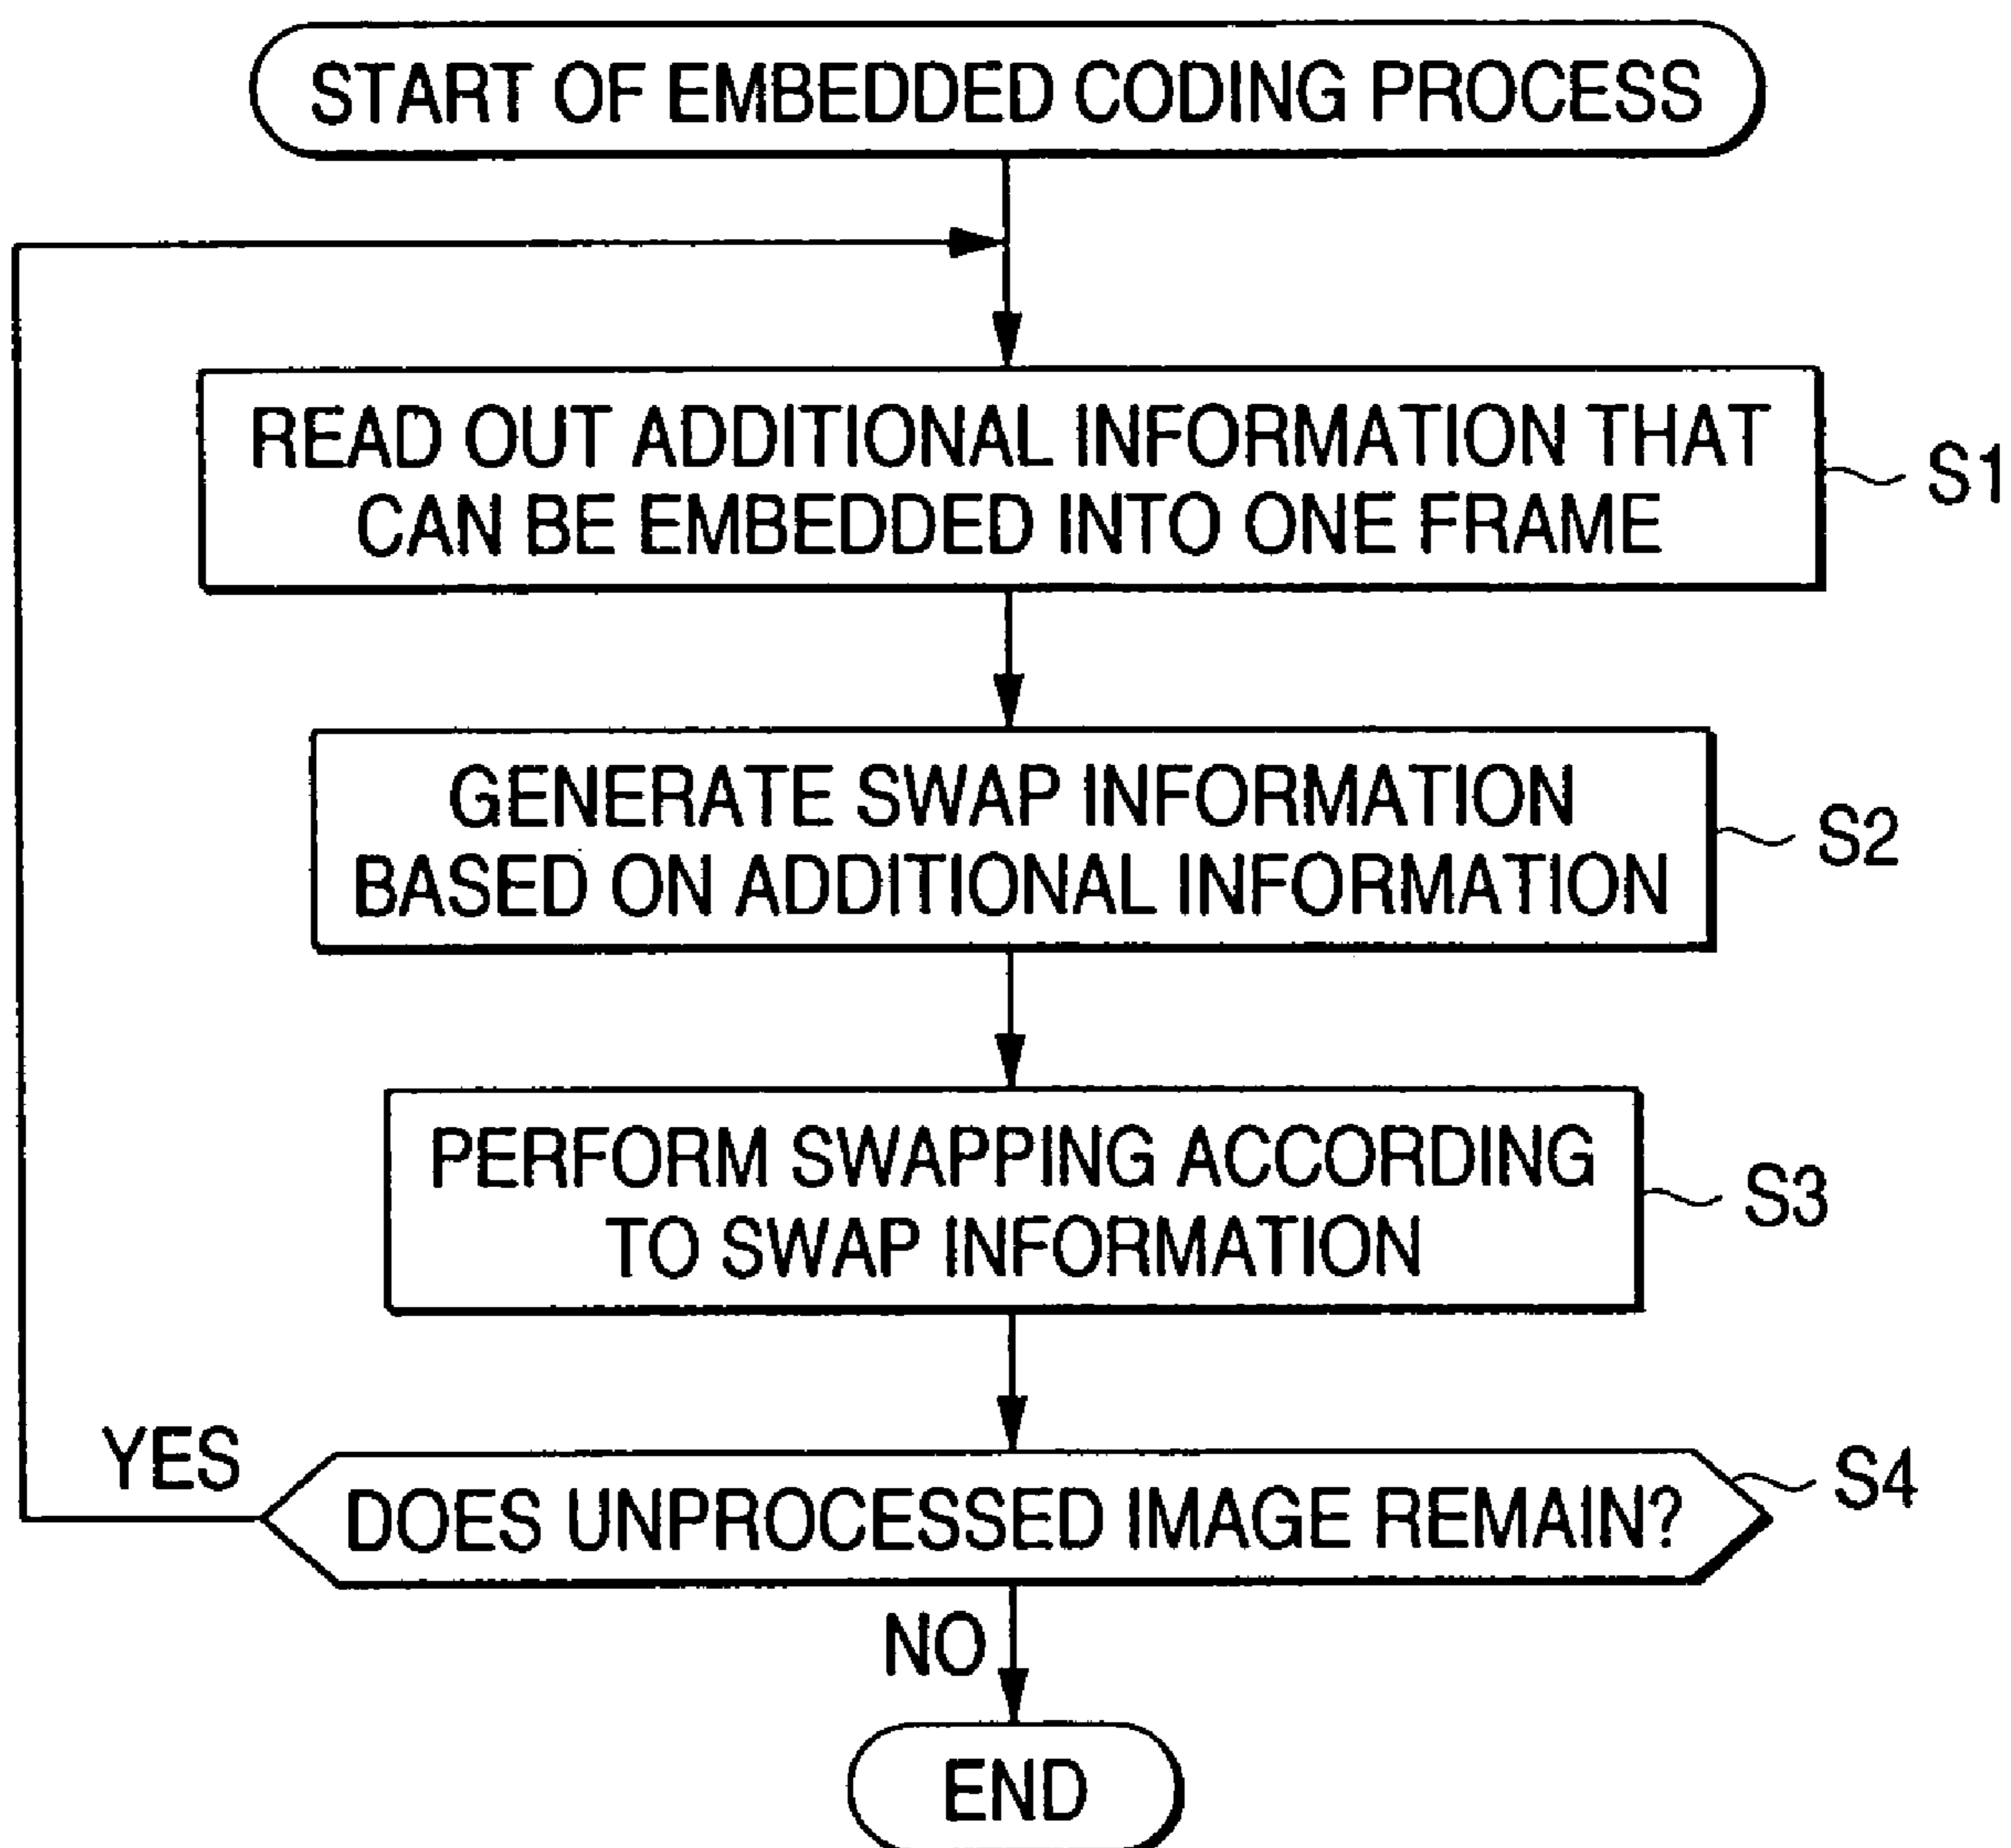 START OF EMBEDDED CODING PROCESS
READ OUT ADDITIONAL INFORMATION THAT
CAN BE EMBEDDED INTO ONE FRAME
S1
GENERATE SWAP INFORMATION
BASED ON ADDITIONAL INFORMATION
S2
PERFORM SWAPPING ACCORDING
TO SWAP INFORMATION
S3
YES
DOES UNPROCESSED IMAGE REMAIN?
S4
NO
END